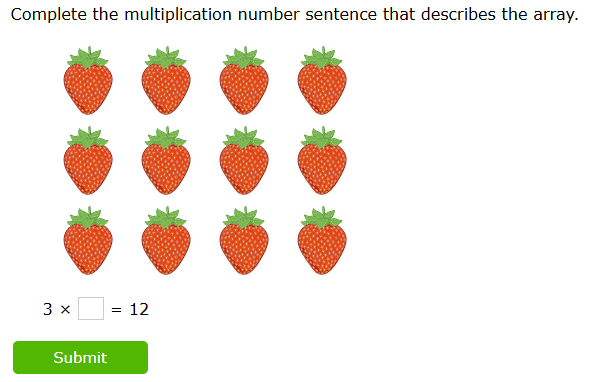 Complete the multiplication number sentence that describes the array.
3 × = 12
Submit